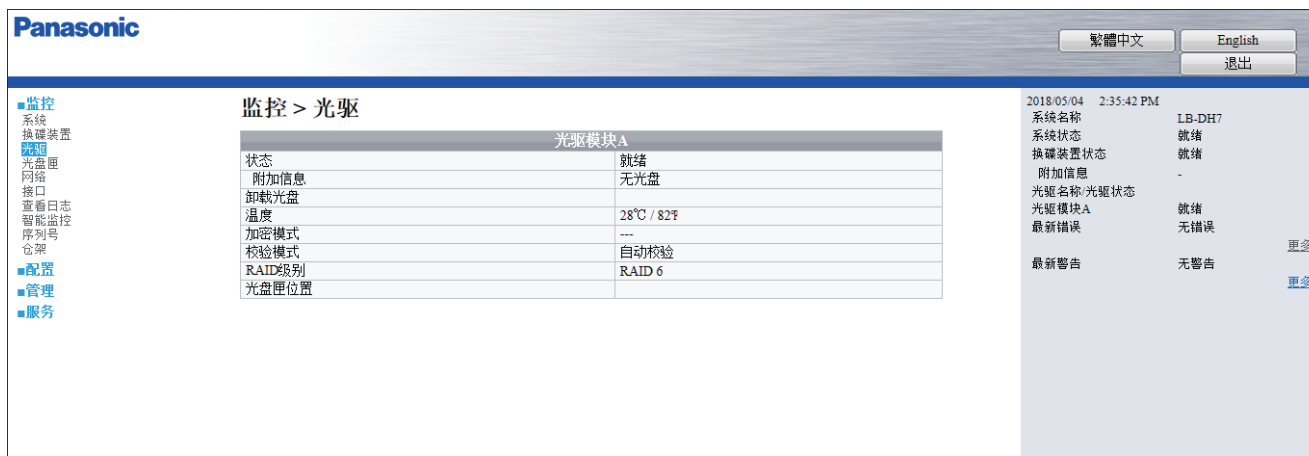 Panasonic
繁體中文 English
退出
■监控
系统
换碟装置
光驱
光盘匣
网络
接口
查看日志
智能监控
序列号
仓架
■配置
■管理
■服务
监控 > 光驱
光驱模块A
状态 就绪
附加信息 无光盘
卸载光盘
温度 28℃ / 82℉
加密模式 ---
校验模式 自动校验
RAID级别 RAID 6
光盘匣位置
2018/05/04 2:35:42 PM
系统名称 LB-DH7
系统状态 就绪
换碟装置状态 就绪
附加信息 -
光驱名称/光驱状态
光驱模块A 就绪
最新错误 无错误
更多
最新警告 无警告
更多